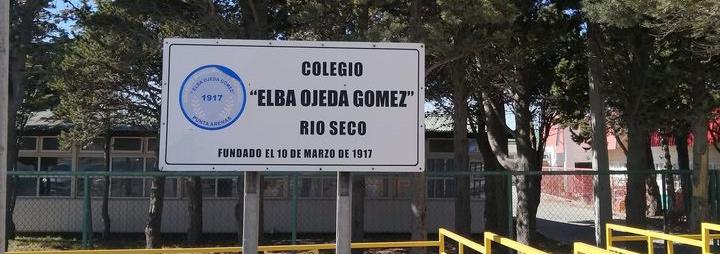 COLEGIO
"ELBA OJEDA GOMEZ"
RIO SECO
FUNDADO EL 10 DE MARZO DE 1917
"ELBA OJEDA GOMEZ"
1917
PUNTA ARENAS